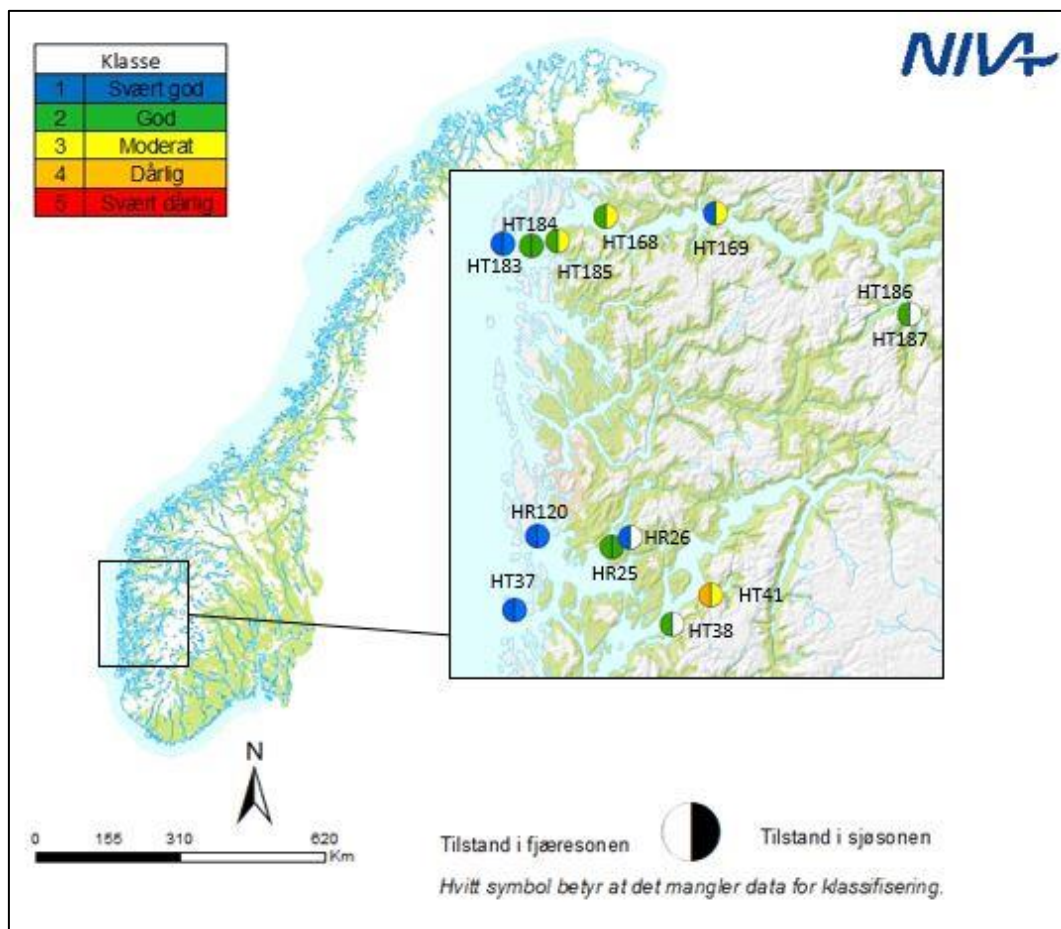 NIVA
Klasse
1 Svært god
2 God
3 Moderat
4 Dårlig
5 Svært dårlig
HT184
HT183
HT185
HT168
HT169
HT186
HT187
HR120
HR26
HR25
HT37
HT41
HT38
N
0 155 310 620
Km
Tilstand i fjæresonen
Tilstand i sjøsonen
Hvitt symbol betyr at det mangler data for klassifisering.